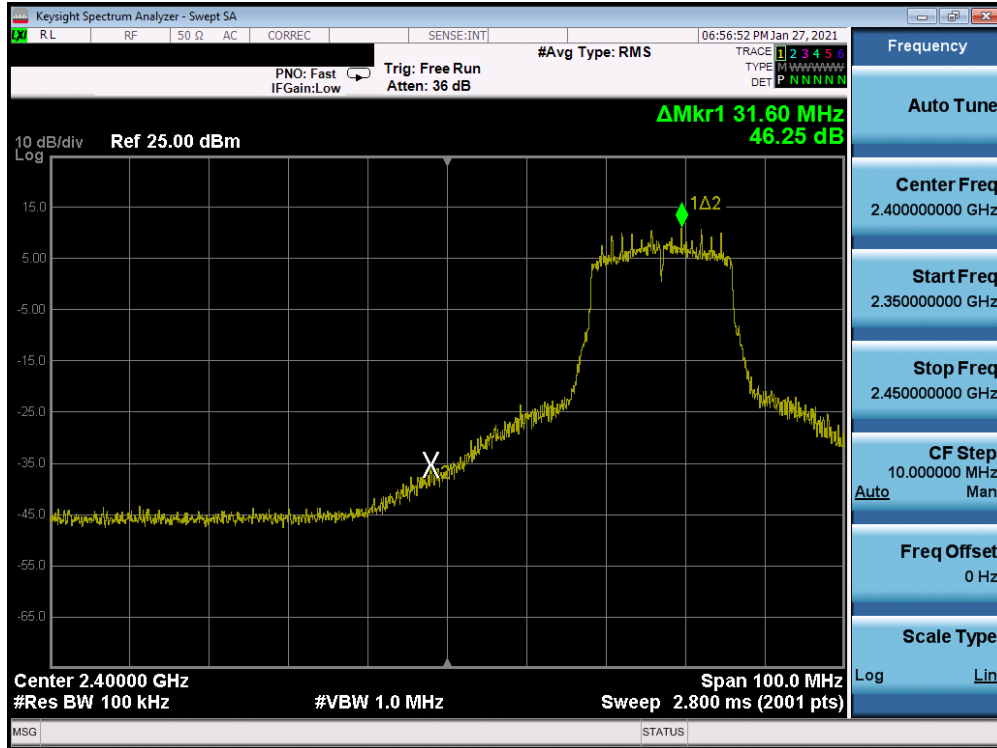 Keysight Spectrum Analyzer - Swept SA
LXI RL RF 50 Ω AC CORREC SENSE:INT 06:56:52 PM Jan 27, 2021
#Avg Type: RMS TRACE 1 2 3 4 5 6
PNO: Fast Trig: Free Run TYPE M WWWWW
IFGain:Low Atten: 36 dB DET P N N N N N
ΔMkr1 31.60 MHz
46.25 dB
10 dB/div Ref 25.00 dBm
Log
15.0
1Δ2
5.00
-5.00
-15.0
-25.0
-35.0
X2
-45.0
-55.0
-65.0
Center 2.40000 GHz Span 100.0 MHz
#Res BW 100 kHz #VBW 1.0 MHz Sweep 2.800 ms (2001 pts)
MSG STATUS
Frequency
Auto Tune
Center Freq
2.400000000 GHz
Start Freq
2.350000000 GHz
Stop Freq
2.450000000 GHz
CF Step
10.000000 MHz
Auto Man
Freq Offset
0 Hz
Scale Type
Log Lin